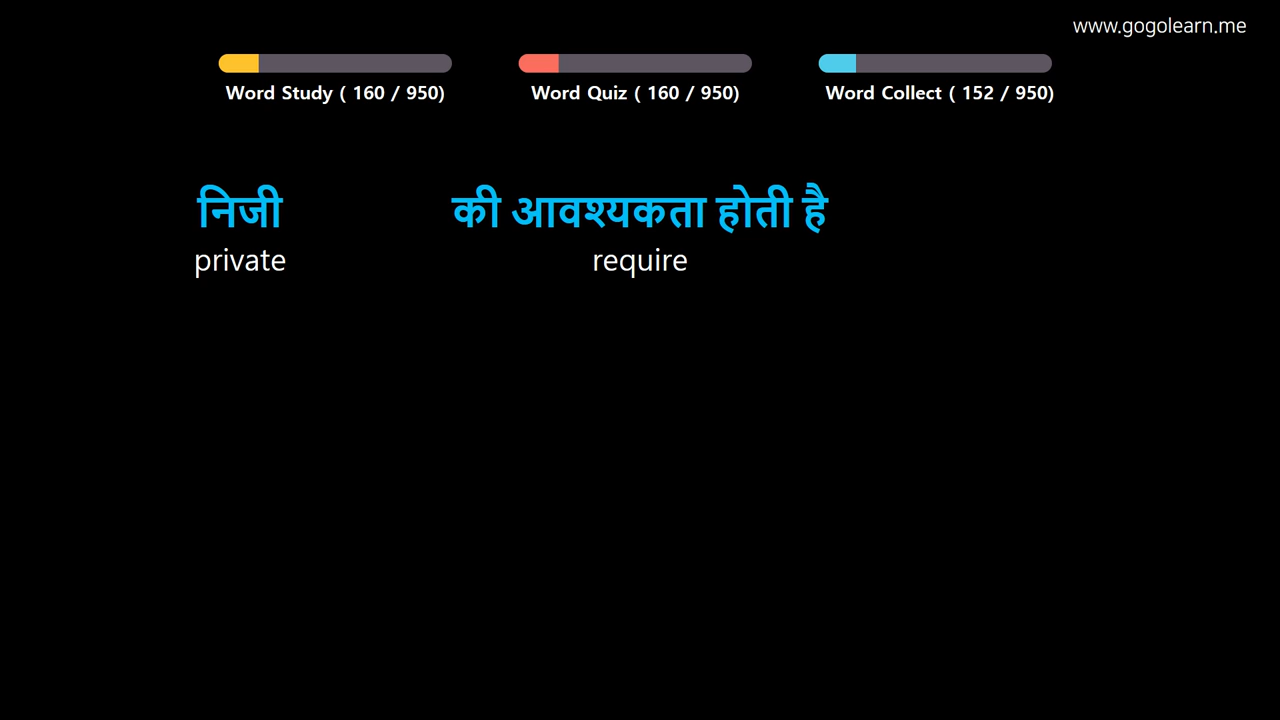 www.gogolearn.me
Word Study ( 160 / 950)
Word Quiz ( 160 / 950)
Word Collect ( 152 / 950)
निजी
की आवश्यकता होती है
private
require